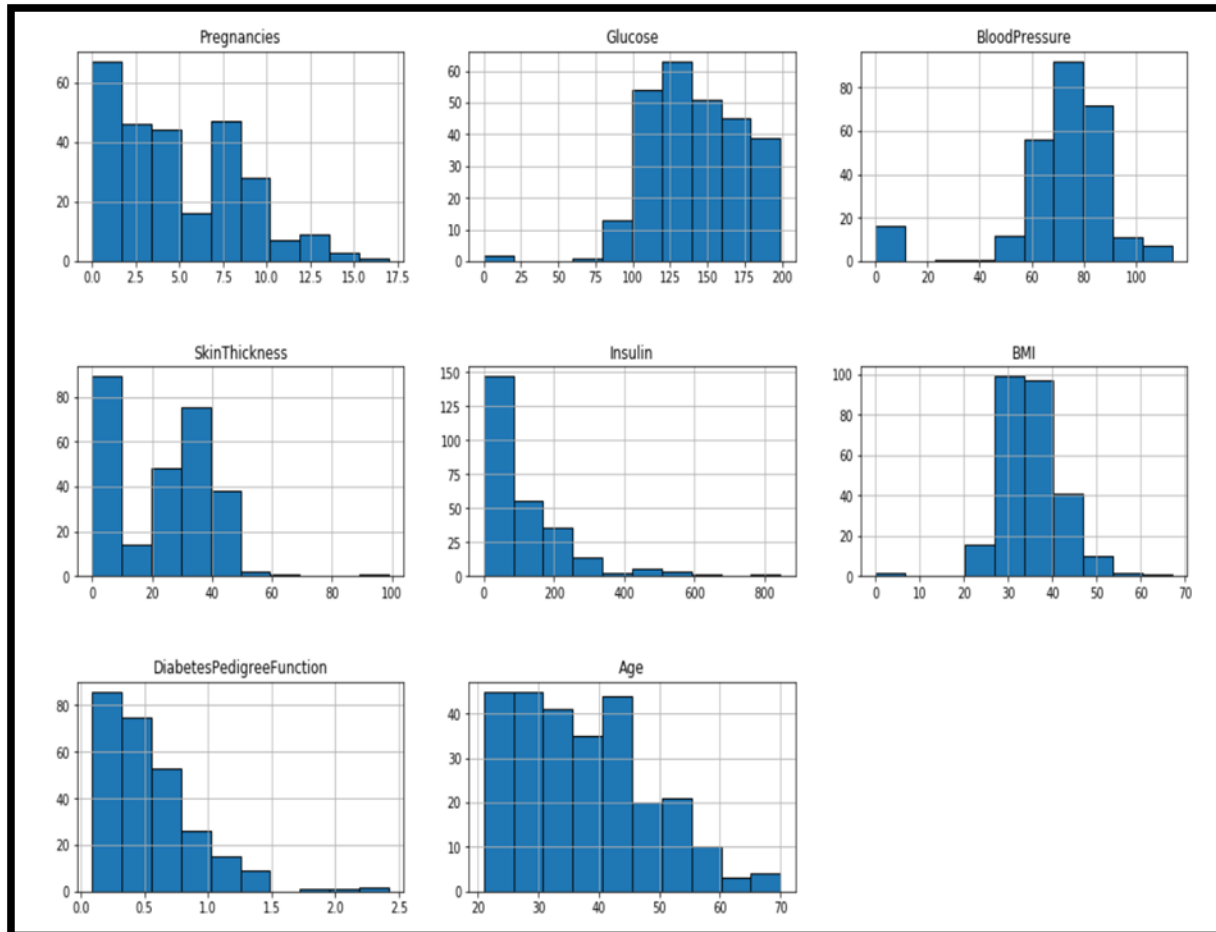 Pregnancies
60
40
20
0
0.0 2.5 5.0 7.5 10.0 12.5 15.0 17.5
Glucose
60
50
40
30
20
10
0
0 25 50 75 100 125 150 175 200
BloodPressure
80
60
40
20
0
0 20 40 60 80 100
SkinThickness
80
60
40
20
0
0 20 40 60 80 100
Insulin
150
125
100
75
50
25
0
0 200 400 600 800
BMI
100
80
60
40
20
0
0 10 20 30 40 50 60 70
DiabetesPedigreeFunction
80
60
40
20
0
0.0 0.5 1.0 1.5 2.0 2.5
Age
40
30
20
10
0
20 30 40 50 60 70